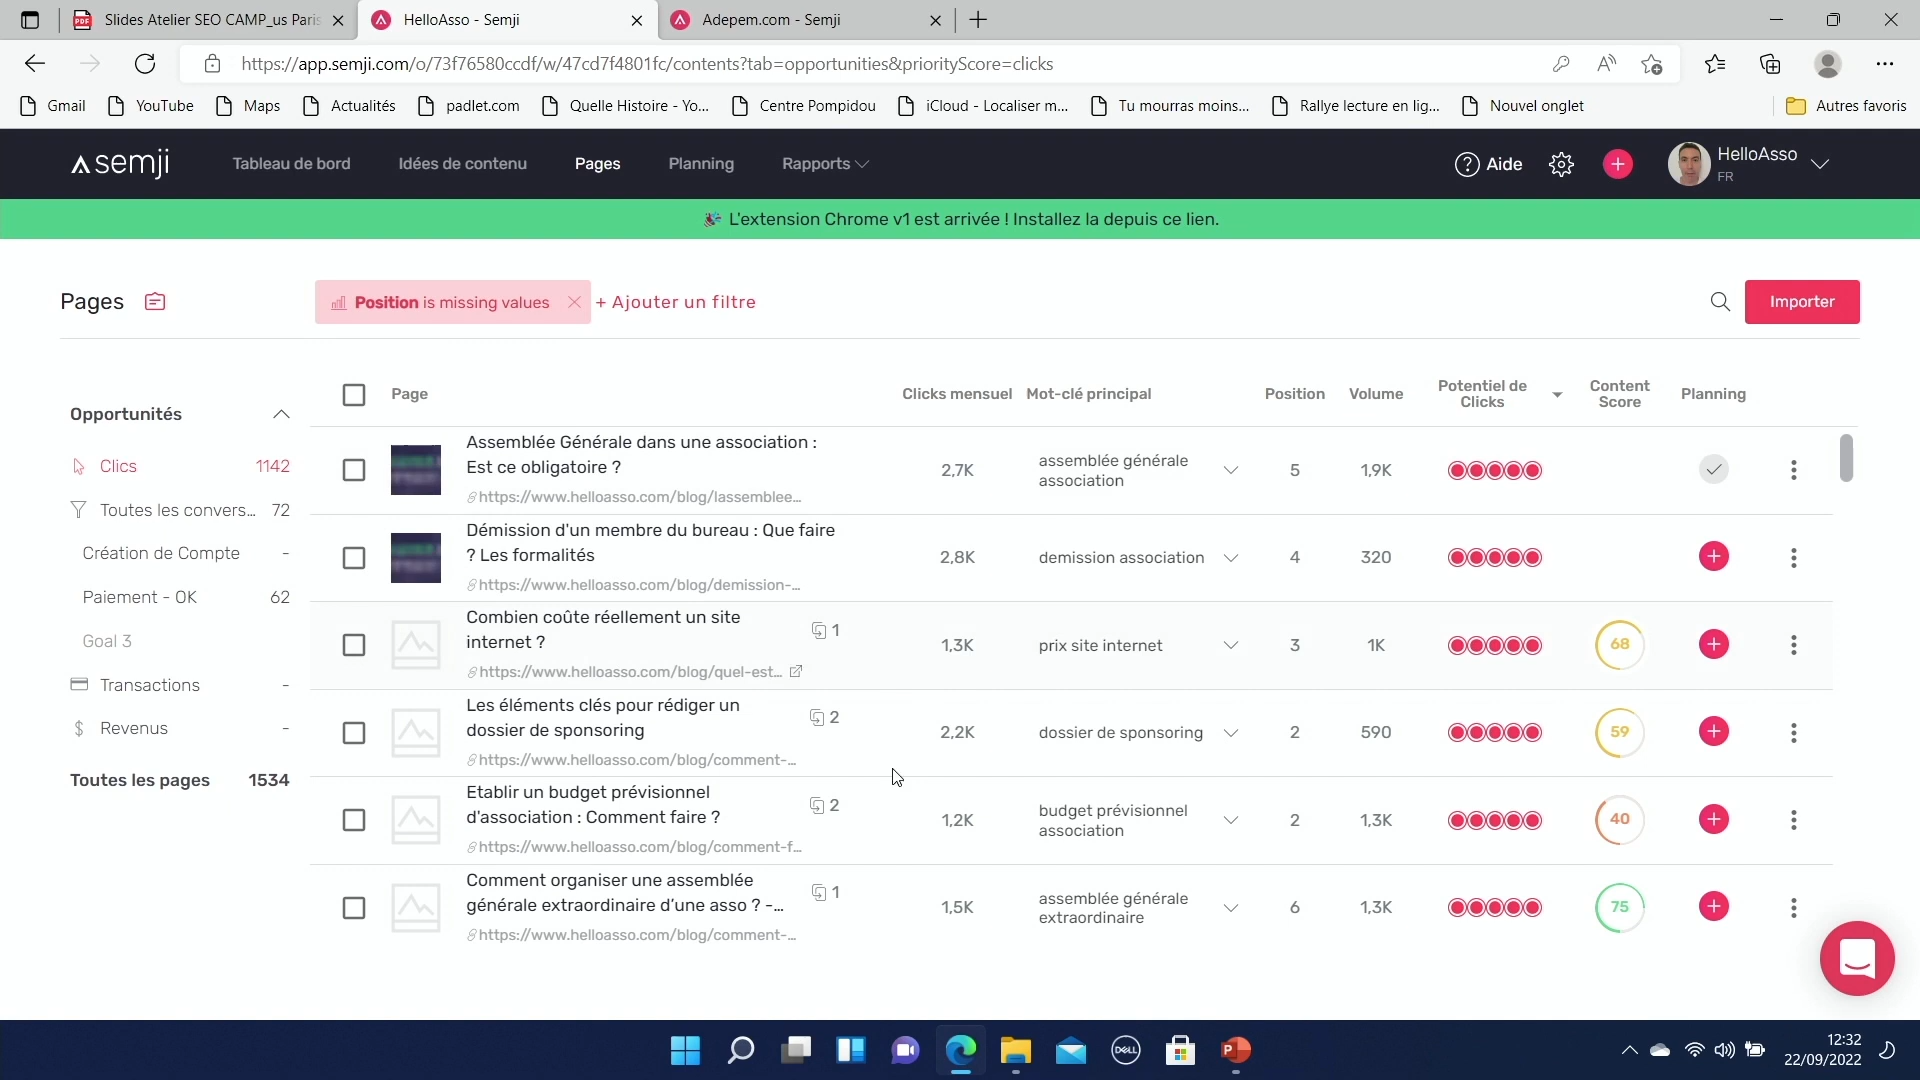 Slides Atelier SEO CAMP_us Paris
HelloAsso - Semji
Adepem.com - Semji
https://app.semji.com/o/73f76580ccdf/w/47cd7f4801fc/contents?tab=opportunities&priorityScore=clicks
Gmail
YouTube
Maps
Actualités
padlet.com
Quelle Histoire - Yo...
Centre Pompidou
iCloud - Localiser m...
Tu mourras moins...
Rallye lecture en lig...
Nouvel onglet
Autres favoris
semji
Tableau de bord
Idées de contenu
Pages
Planning
Rapports
Aide
HelloAsso
FR
L'extension Chrome v1 est arrivée ! Installez la depuis ce lien.
Pages
Position is missing values
+ Ajouter un filtre
Importer
Opportunités
Clics 1142
Toutes les convers... 72
Création de Compte -
Paiement - OK 62
Goal 3
Transactions -
Revenus -
Toutes les pages 1534
Page
Clicks mensuel
Mot-clé principal
Position
Volume
Potentiel de
Clicks
Content
Score
Planning
Assemblée Générale dans une association :
Est ce obligatoire ?
https://www.helloasso.com/blog/lassemblee...
2,7K
assemblée générale
association
5
1,9K
Démission d'un membre du bureau : Que faire
? Les formalités
https://www.helloasso.com/blog/demission-...
2,8K
demission association
4
320
Combien coûte réellement un site
internet ?
1
https://www.helloasso.com/blog/quel-est...
1,3K
prix site internet
3
1K
68
Les éléments clés pour rédiger un
dossier de sponsoring
2
https://www.helloasso.com/blog/comment-...
2,2K
dossier de sponsoring
2
590
59
Etablir un budget prévisionnel
d'association : Comment faire ?
2
https://www.helloasso.com/blog/comment-f...
1,2K
budget prévisionnel
association
2
1,3K
40
Comment organiser une assemblée
générale extraordinaire d'une asso ? -...
1
https://www.helloasso.com/blog/comment-...
1,5K
assemblée générale
extraordinaire
6
1,3K
75
DELL
12:32
22/09/2022